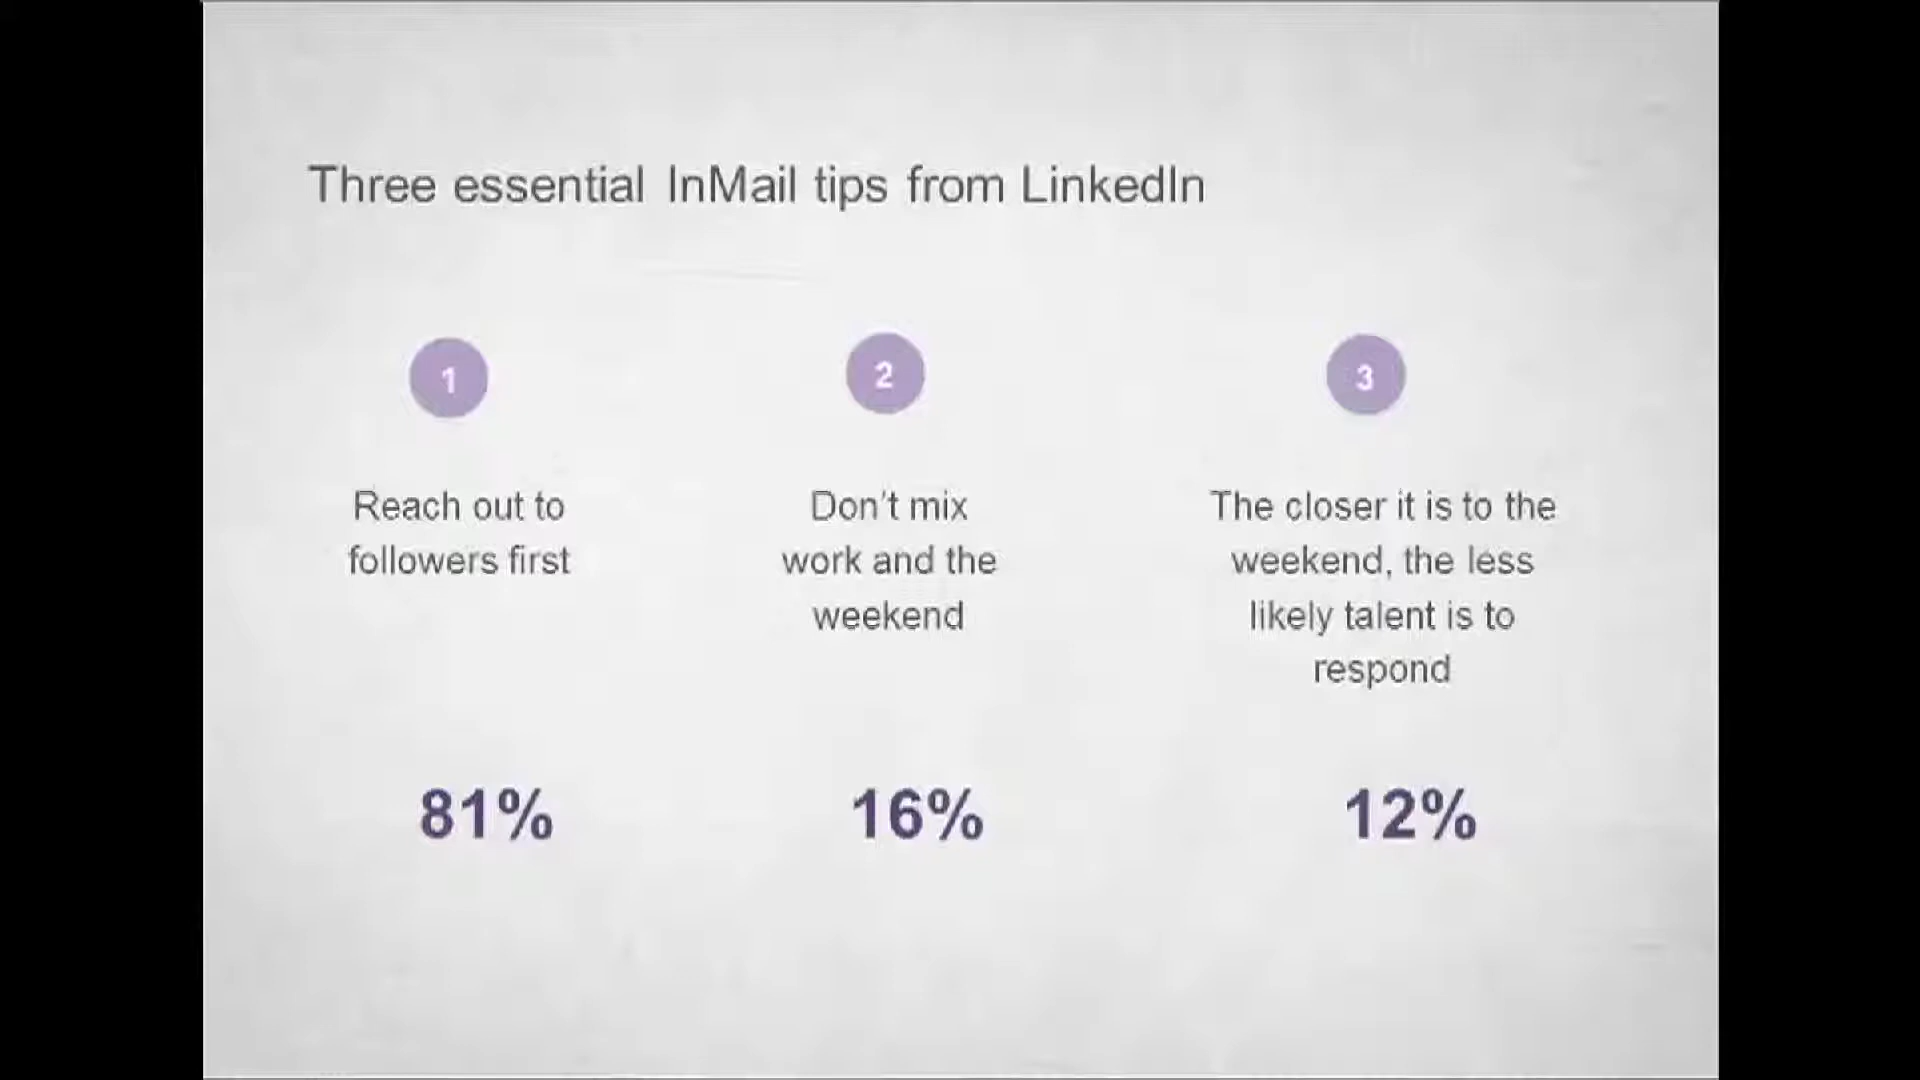 Three essential InMail tips from LinkedIn
1
Reach out to
followers first
81%
2
Don't mix
work and the
weekend
16%
3
The closer it is to the
weekend, the less
likely talent is to
respond
12%